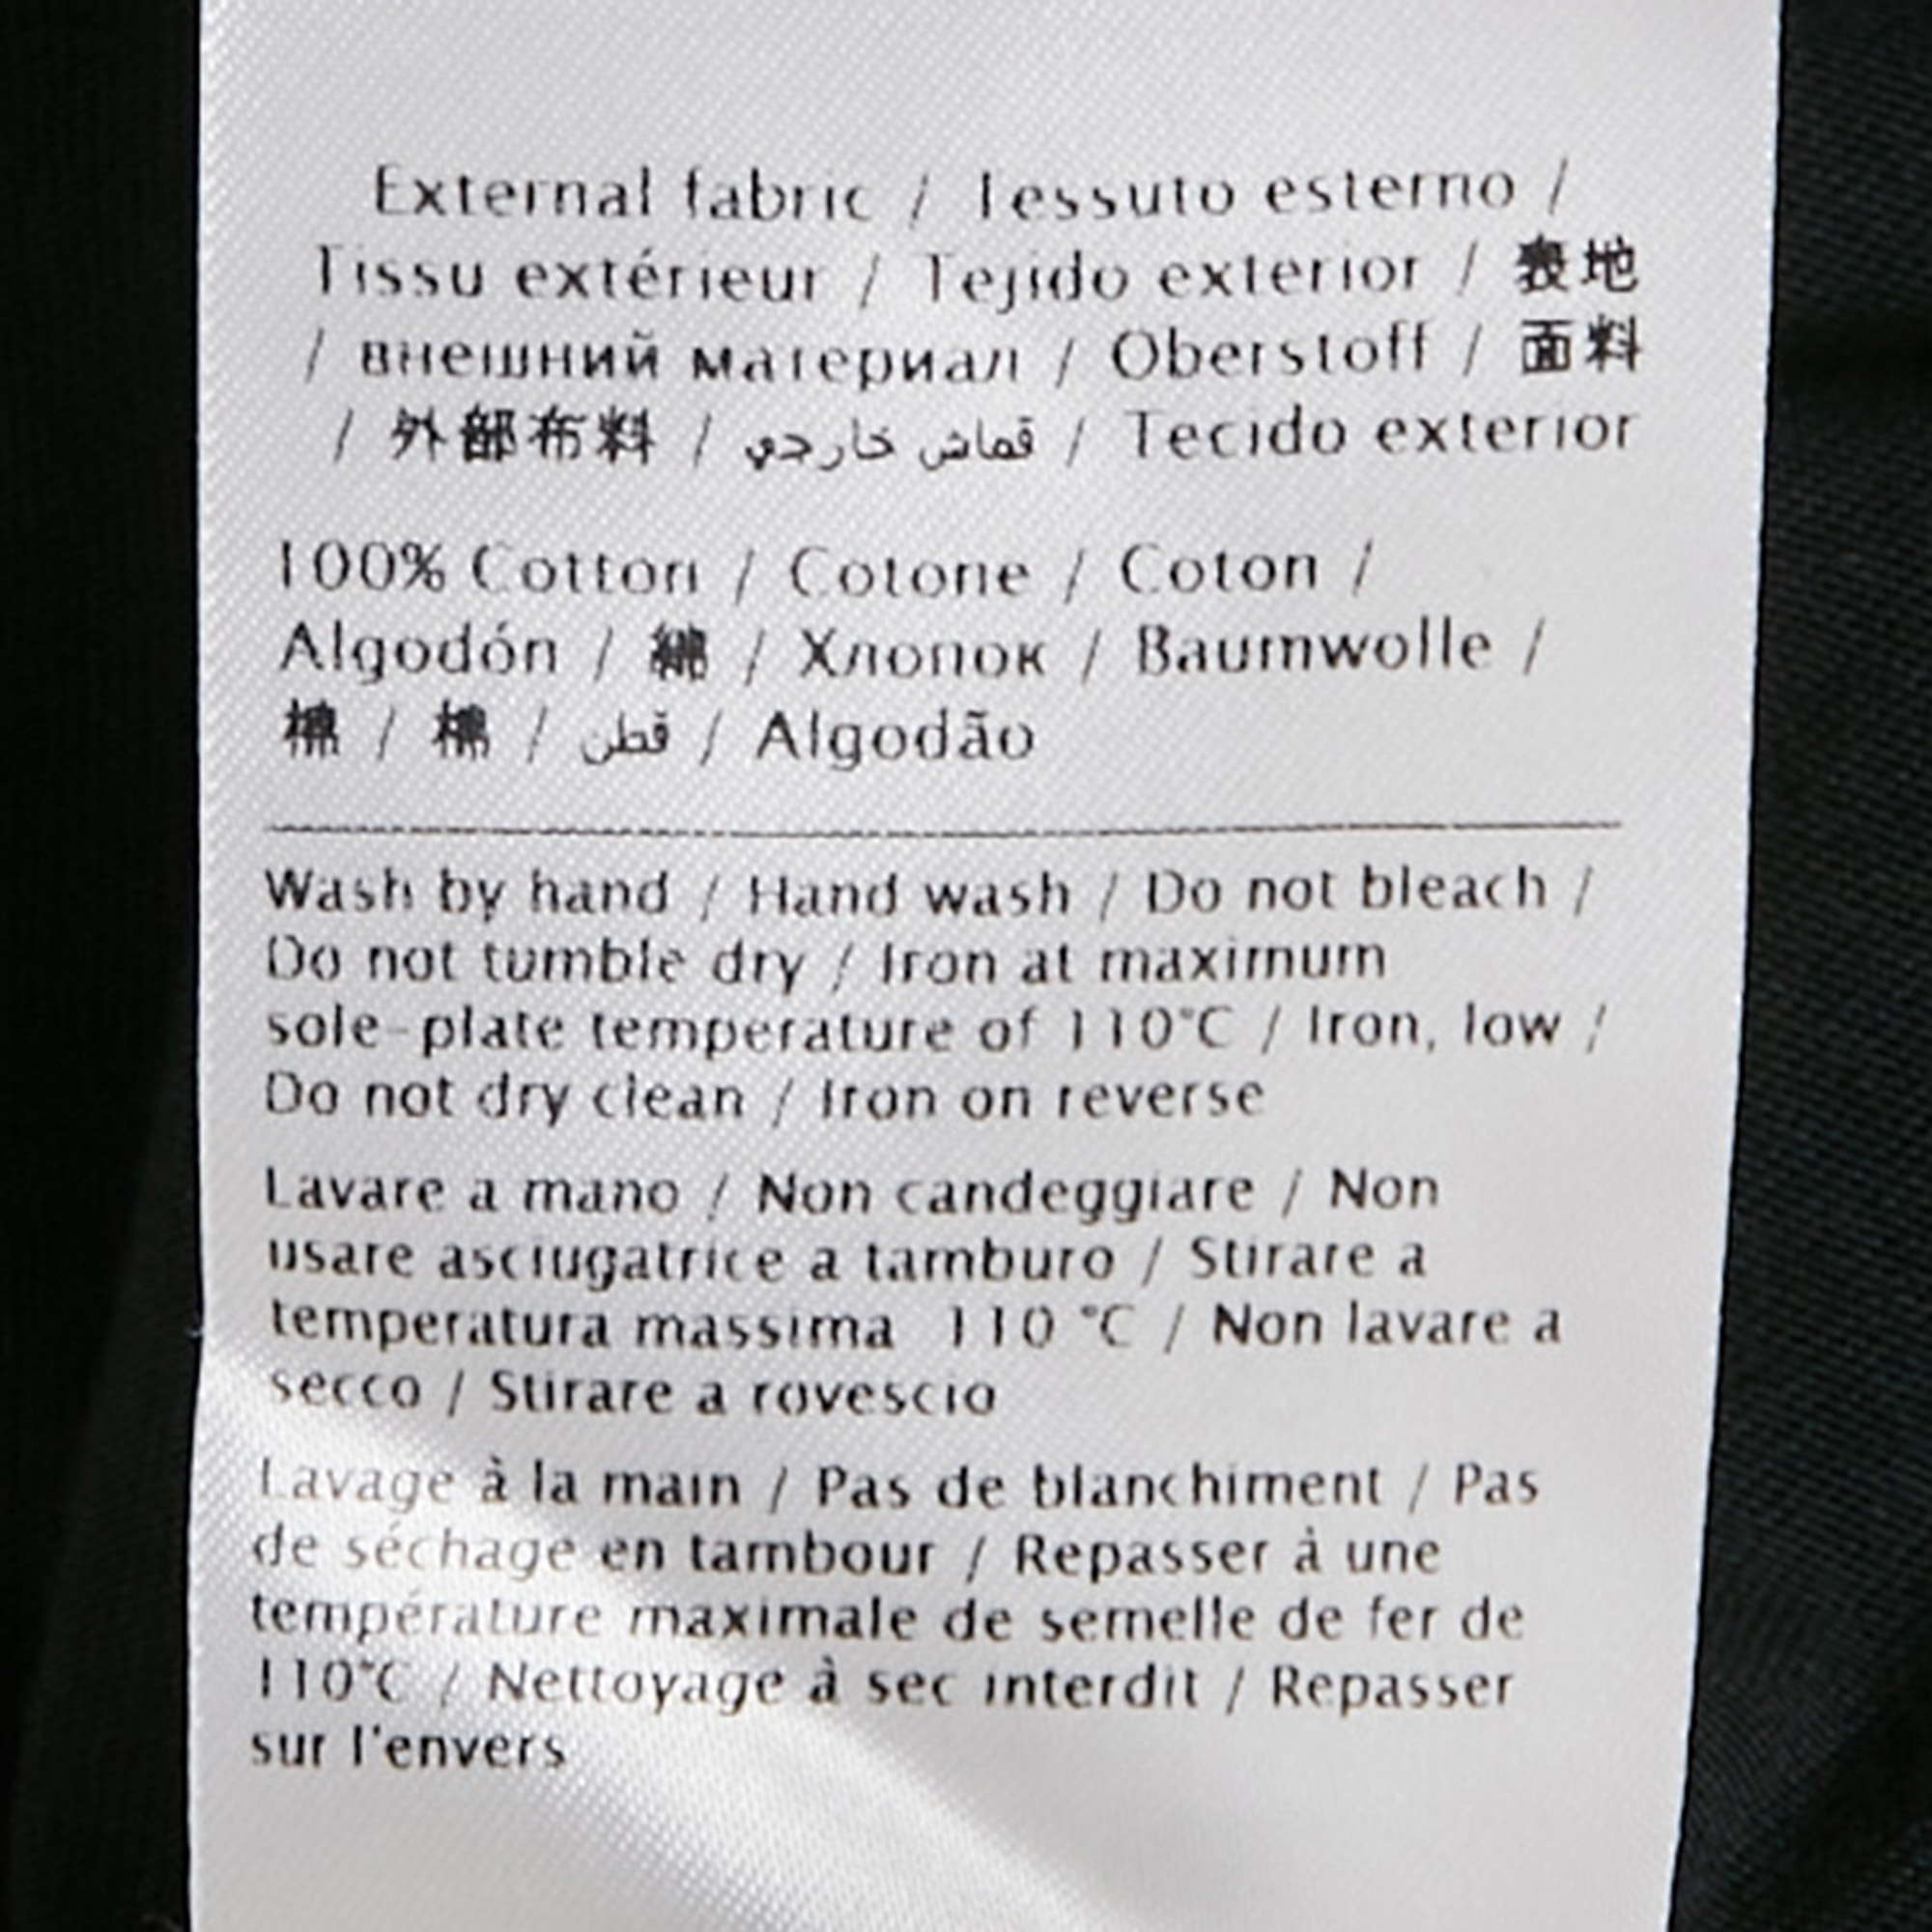 External fabric / Tessuto esterno /
Tissu extérieur / Tejido exterior / 表地
/ внешний материал / Oberstoff / 面料
/ 外部布料 / قماش خارجي / Tecido exterior
100% Cotton / Cotone / Coton /
Algodón / 綿 / Хлопок / Baumwolle /
棉 / 棉 / قطن / Algodão
Wash by hand / Hand wash / Do not bleach /
Do not tumble dry / Iron at maximum
sole-plate temperature of 110°C / Iron, low /
Do not dry clean / Iron on reverse
Lavare a mano / Non candeggiare / Non
usare asciugatrice a tamburo / Stirare a
temperatura massima 110 °C / Non lavare a
secco / Stirare a rovescio
Lavage à la main / Pas de blanchiment / Pas
de séchage en tambour / Repasser à une
température maximale de semelle de fer de
110°C / Nettoyage à sec interdit / Repasser
sur l'envers